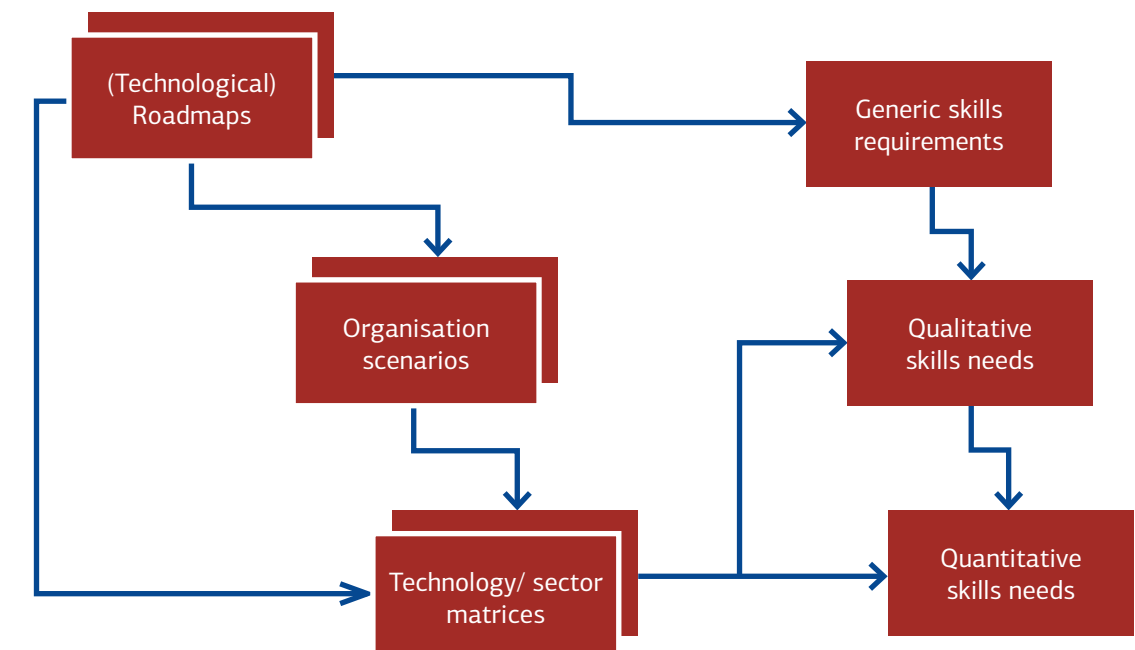 (Technological)
Roadmaps
Generic skills
requirements
Organisation
scenarios
Qualitative
skills needs
Technology/ sector
matrices
Quantitative
skills needs